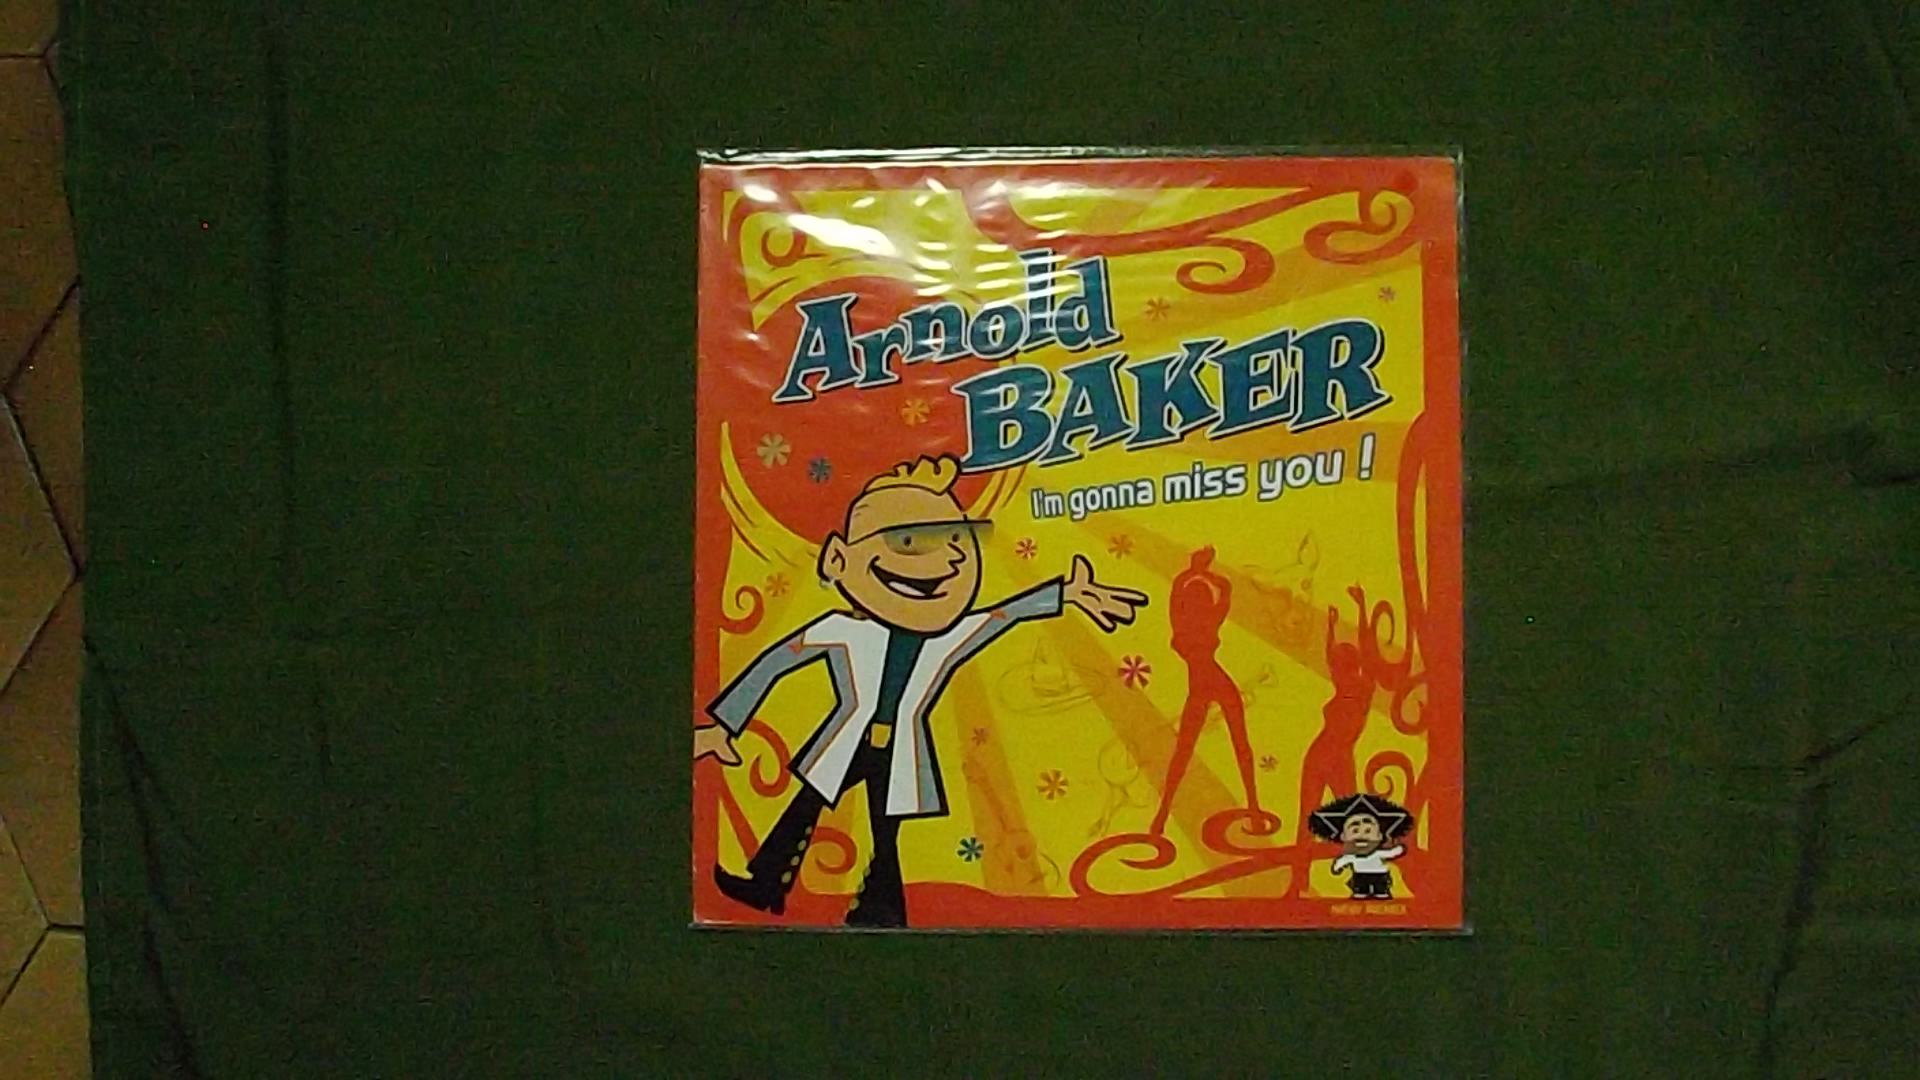 Arnold
BAKER
I'm gonna miss you !